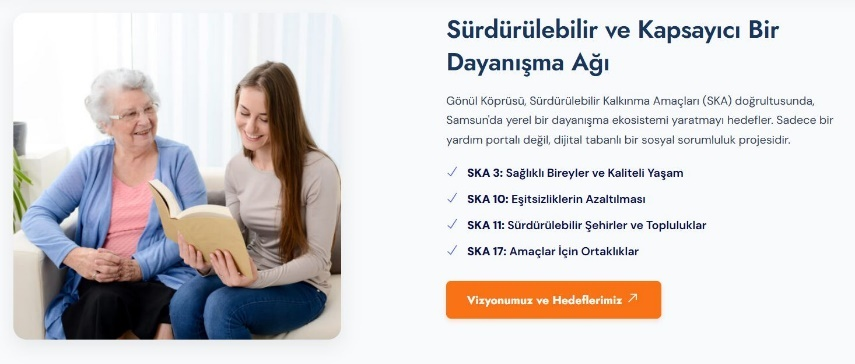 Sürdürülebilir ve Kapsayıcı Bir
Dayanışma Ağı
Gönül Köprüsü, Sürdürülebilir Kalkınma Amaçları (SKA) doğrultusunda,
Samsun'da yerel bir dayanışma ekosistemi yaratmayı hedefler. Sadece bir
yardım portalı değil, dijital tabanlı bir sosyal sorumluluk projesidir.
SKA 3: Sağlıklı Bireyler ve Kaliteli Yaşam
SKA 10: Eşitsizliklerin Azaltılması
SKA 11: Sürdürülebilir Şehirler ve Topluluklar
SKA 17: Amaçlar İçin Ortaklıklar
Vizyonumuz ve Hedeflerimiz